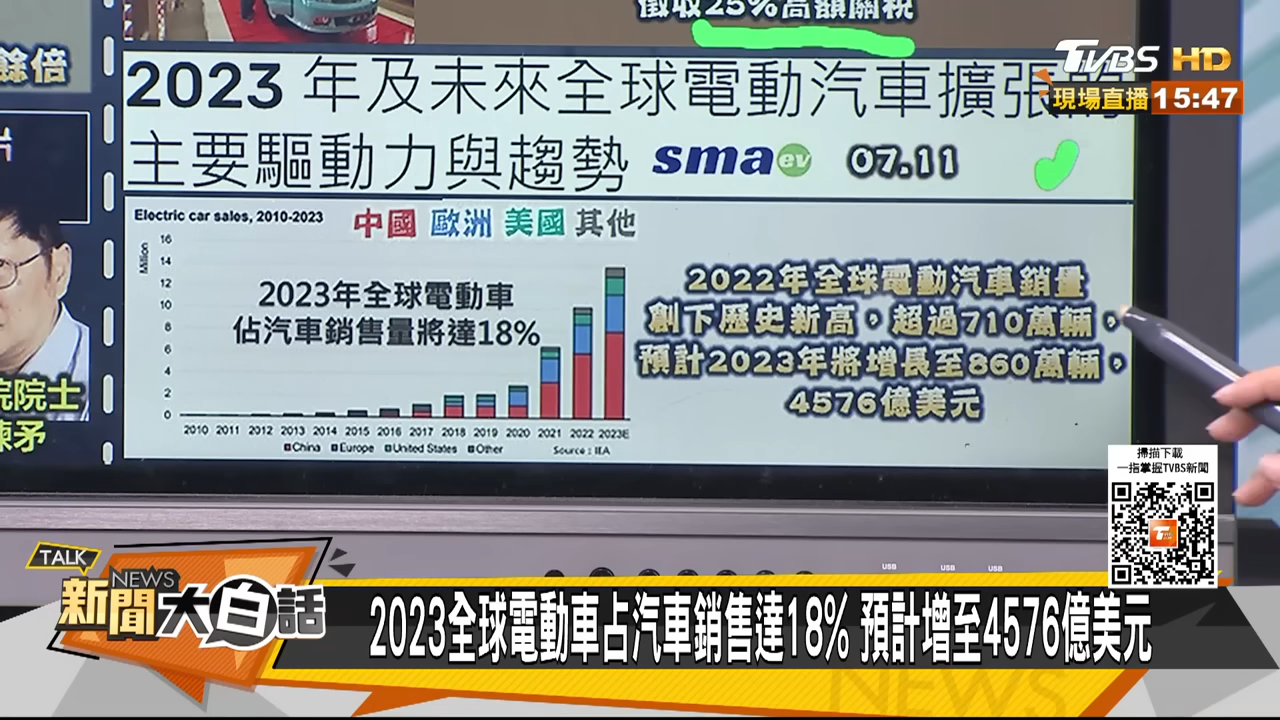 徵收25%高額關稅
餘倍
TVBS HD
現場直播 15:47
2023 年及未來全球電動汽車擴張
主要驅動力與趨勢 smaev 07.11
Electric car sales, 2010-2023 中國 歐洲 美國 其他
Million
16
14
12
10
8
6
4
2
0
2023年全球電動車
佔汽車銷售量將達18%
2010 2011 2012 2013 2014 2015 2016 2017 2018 2019 2020 2021 2022 2023E
China Europe United States Other Source : IEA
2022年全球電動汽車銷量
創下歷史新高，超過710萬輛，
預計2023年將增長至860萬輛，
4576億美元
院院士
陳矛
掃描下載
一指掌握TVBS新聞
T
USB USB USB
TALK
NEWS
新聞大白話
2023全球電動車占汽車銷售達18% 預計增至4576億美元
NEWS